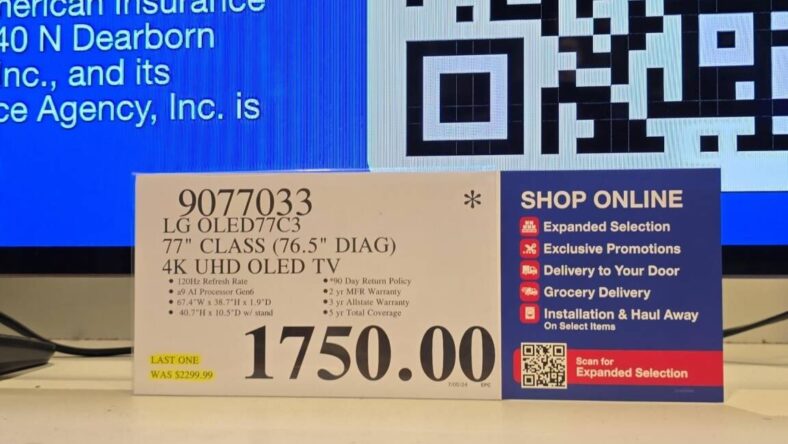 nerican Insurance
40 N Dearborn
Inc., and its
ce Agency, Inc. is
9077033
*
LG OLED77C3
77" CLASS (76.5" DIAG)
4K UHD OLED TV
• 120Hz Refresh Rate
• a9 AI Processor Gen6
• 67.4"W x 38.7"H x 1.9"D
• 40.7"H x 10.5"D w/ stand
• *90 Day Return Policy
• 2 yr MFR Warranty
• 3 yr Allstate Warranty
• 5 yr Total Coverage
LAST ONE
WAS $2299.99
1750.00
SHOP ONLINE
Expanded Selection
Exclusive Promotions
Delivery to Your Door
Grocery Delivery
Installation & Haul Away
On Select Items
Scan for
Expanded Selection